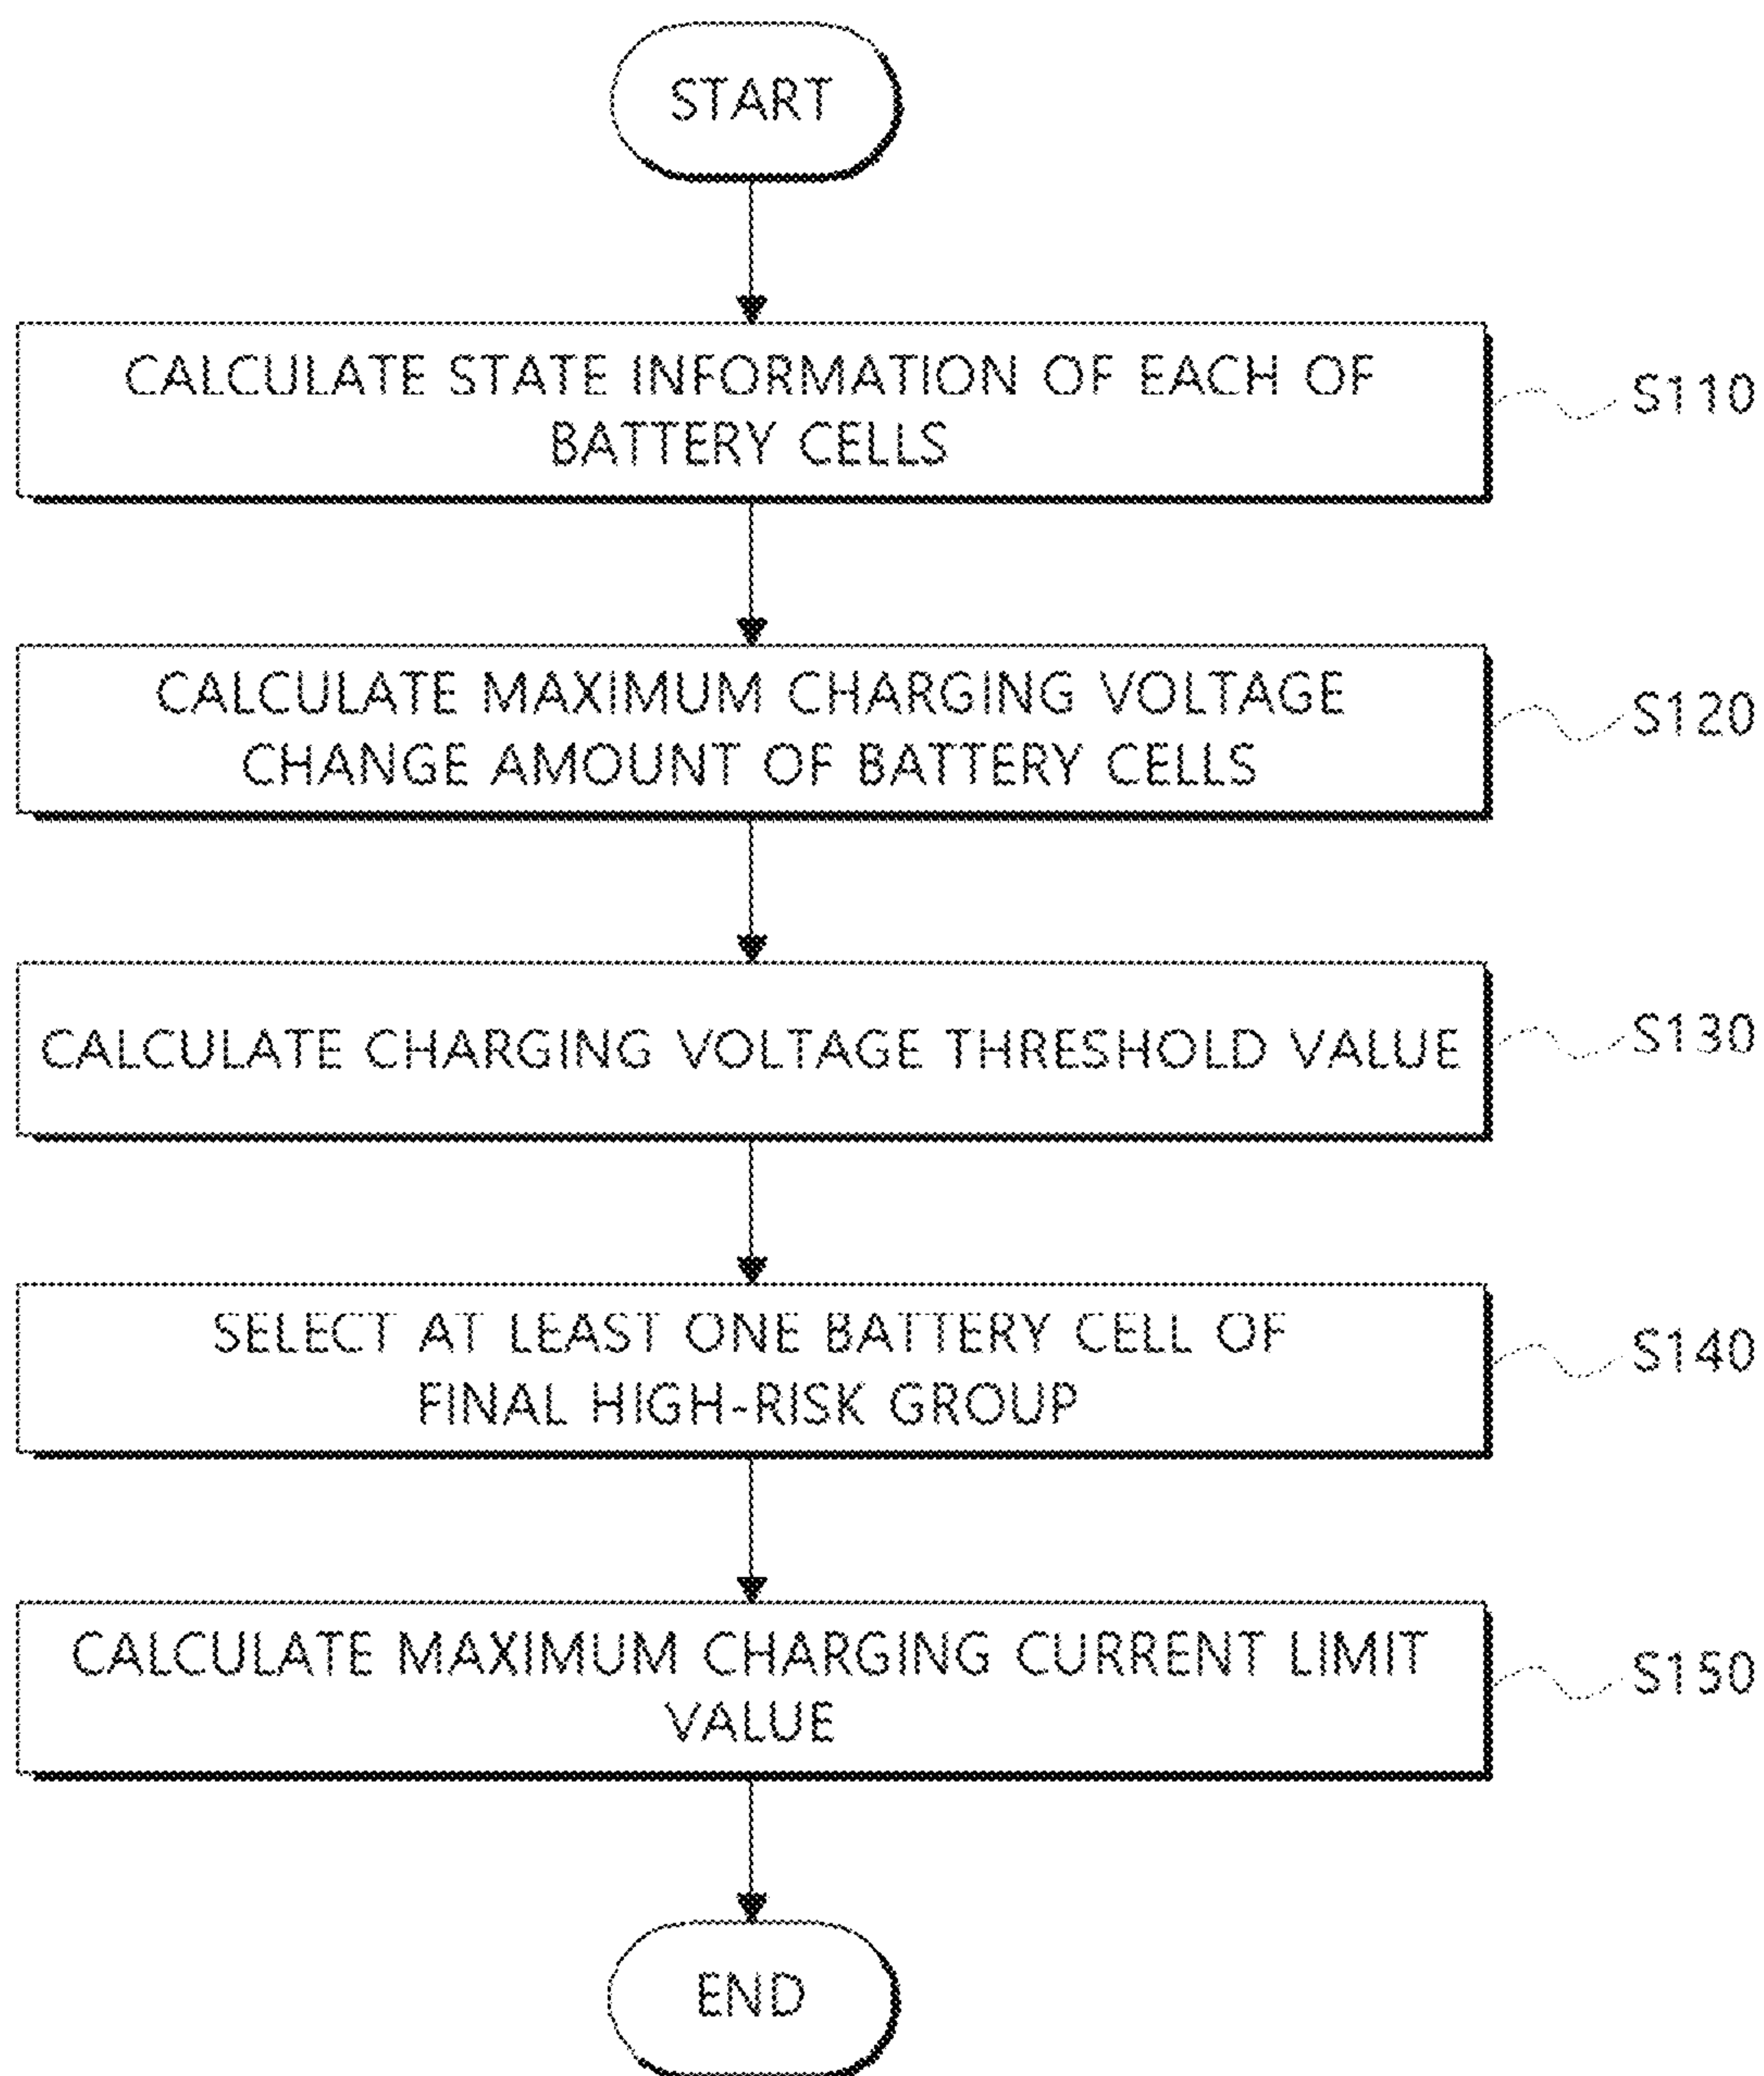 START
CALCULATE STATE INFORMATION OF EACH OF
BATTERY CELLS
S110
CALCULATE MAXIMUM CHARGING VOLTAGE
CHANGE AMOUNT OF BATTERY CELLS
S120
CALCULATE CHARGING VOLTAGE THRESHOLD VALUE
S130
SELECT AT LEAST ONE BATTERY CELL OF
FINAL HIGH-RISK GROUP
S140
CALCULATE MAXIMUM CHARGING CURRENT LIMIT
VALUE
S150
END